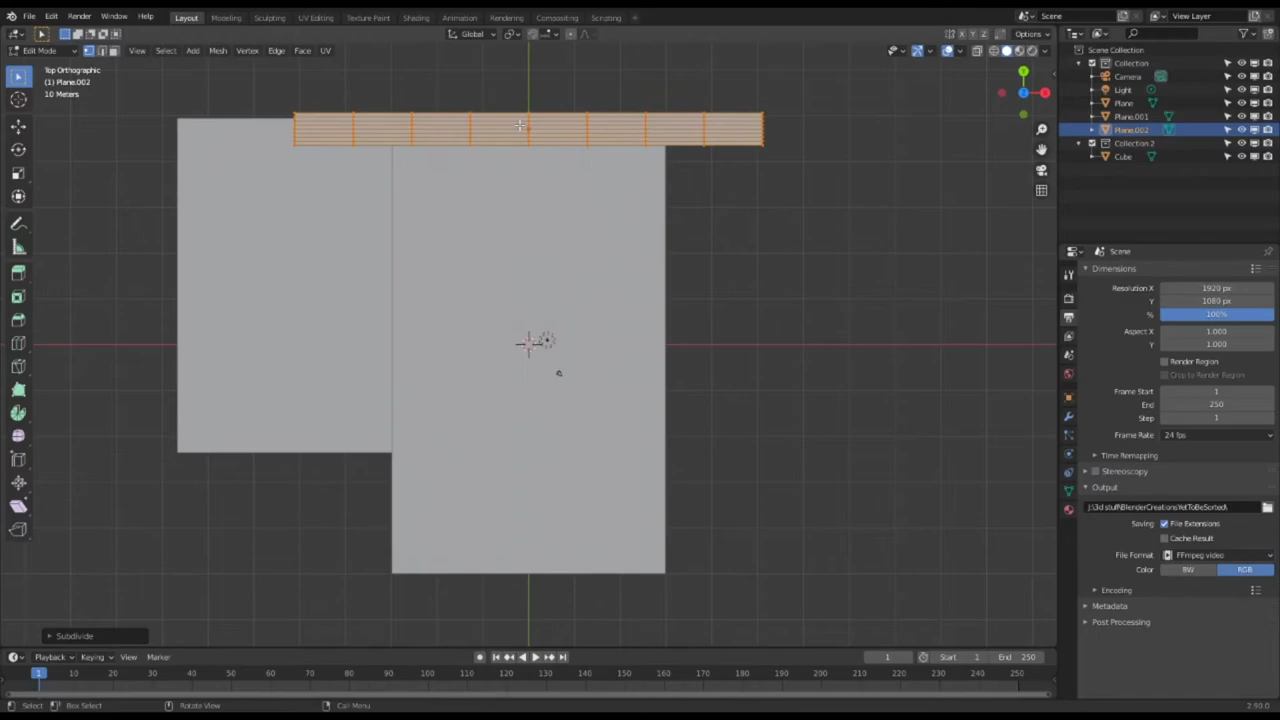 File Edit Render Window Help Layout Modeling Sculpting UV Editing Texture Paint Shading Animation Rendering Compositing Scripting + Scene View Layer
Global X Y Z Options
Edit Mode View Select Add Mesh Vertex Edge Face UV
Top Orthographic
(1) Plane.002
10 Meters
Y
X
Z
Subdivide
Scene Collection
Collection
Camera
Light
Plane
Plane.001
Plane.002
Collection 2
Cube
Scene
Dimensions
Resolution X 1920 px
Y 1080 px
% 100%
Aspect X 1.000
Y 1.000
Render Region
Crop to Render Region
Frame Start 1
End 250
Step 1
Frame Rate 24 fps
Time Remapping
Stereoscopy
Output
J:\3d stuff\BlenderCreationsYetToBeSorted\
Saving File Extensions
Cache Result
File Format FFmpeg video
Color BW RGB
Encoding
Metadata
Post Processing
Playback Keying View Marker 1 Start 1 End 250
1 10 20 30 40 50 60 70 80 90 100 110 120 130 140 150 160 170 180 190 200 210 220 230 240 250
Select Box Select Rotate View Call Menu 2.90.0